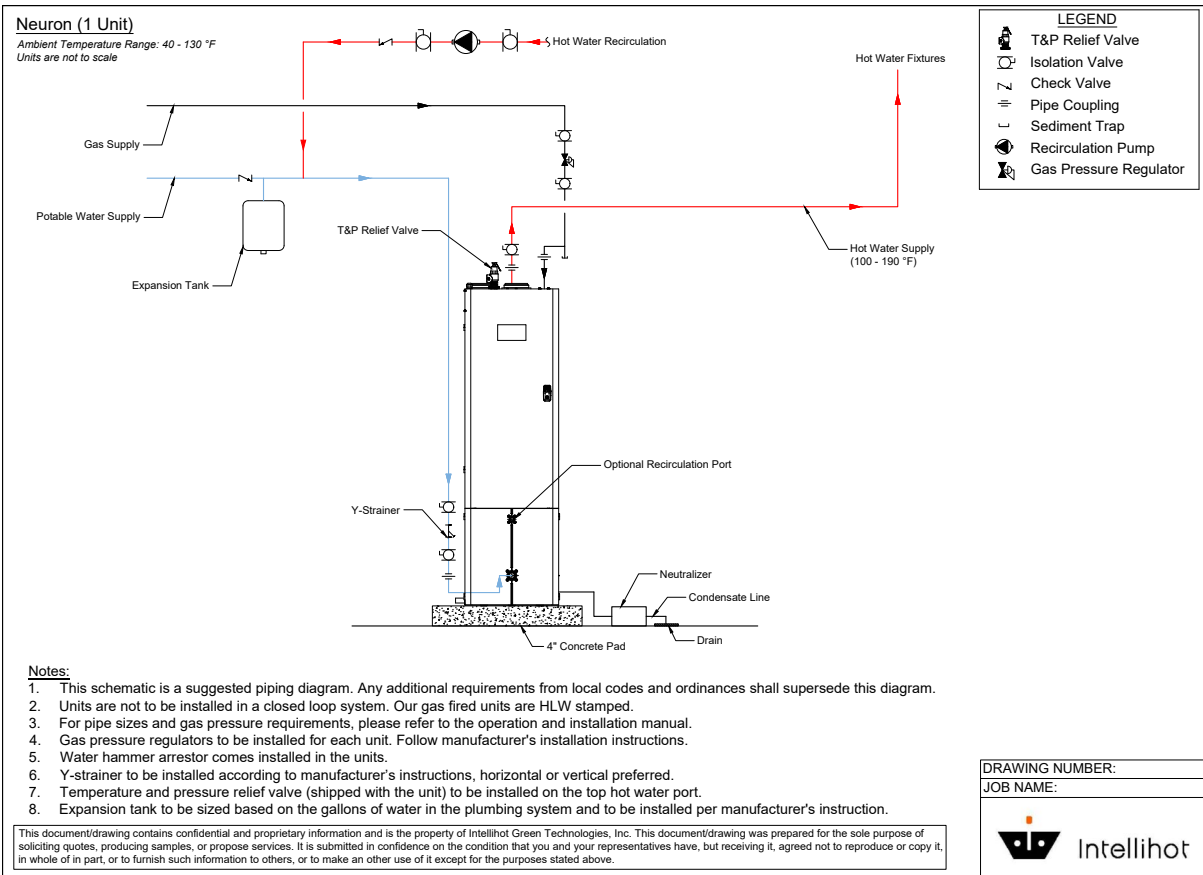 Neuron (1 Unit)
Ambient Temperature Range: 40 - 130 °F
Units are not to scale
Hot Water Recirculation
Hot Water Fixtures
LEGEND
T&P Relief Valve
Isolation Valve
Check Valve
Pipe Coupling
Sediment Trap
Recirculation Pump
Gas Pressure Regulator
Gas Supply
Potable Water Supply
Expansion Tank
T&P Relief Valve
Hot Water Supply
(100 - 190 °F)
Optional Recirculation Port
Y-Strainer
Neutralizer
Condensate Line
Drain
4" Concrete Pad
Notes:
1. This schematic is a suggested piping diagram. Any additional requirements from local codes and ordinances shall supersede this diagram.
2. Units are not to be installed in a closed loop system. Our gas fired units are HLW stamped.
3. For pipe sizes and gas pressure requirements, please refer to the operation and installation manual.
4. Gas pressure regulators to be installed for each unit. Follow manufacturer's installation instructions.
5. Water hammer arrestor comes installed in the units.
6. Y-strainer to be installed according to manufacturer's instructions, horizontal or vertical preferred.
7. Temperature and pressure relief valve (shipped with the unit) to be installed on the top hot water port.
8. Expansion tank to be sized based on the gallons of water in the plumbing system and to be installed per manufacturer's instruction.
This document/drawing contains confidential and proprietary information and is the property of Intellihot Green Technologies, Inc. This document/drawing was prepared for the sole purpose of
soliciting quotes, producing samples, or propose services. It is submitted in confidence on the condition that you and your representatives have, but receiving it, agreed not to reproduce or copy it,
in whole of in part, or to furnish such information to others, or to make an other use of it except for the purposes stated above.
DRAWING NUMBER:
JOB NAME:
Intellihot